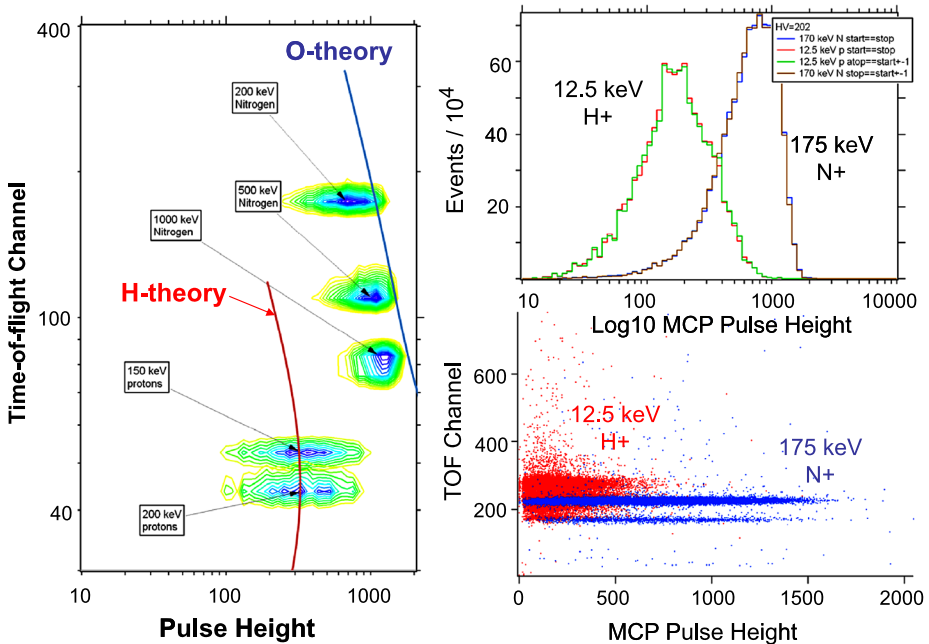 400
100
40
Time-of-flight Channel
O-theory
200 keV
Nitrogen
500 keV
Nitrogen
1000 keV
Nitrogen
H-theory
150 keV
protons
200 keV
protons
10
100
1000
Pulse Height
60
40
20
Events / 10^4
12.5 keV
H+
175 keV
N+
HV=202
170 keV N start==stop
12.5 keV p start==stop
12.5 keV p atop==start+-1
170 keV N stop==start+-1
10
100
1000
10000
Log10 MCP Pulse Height
600
400
200
0
TOF Channel
12.5 keV
H+
175 keV
N+
0
500
1000
1500
2000
MCP Pulse Height